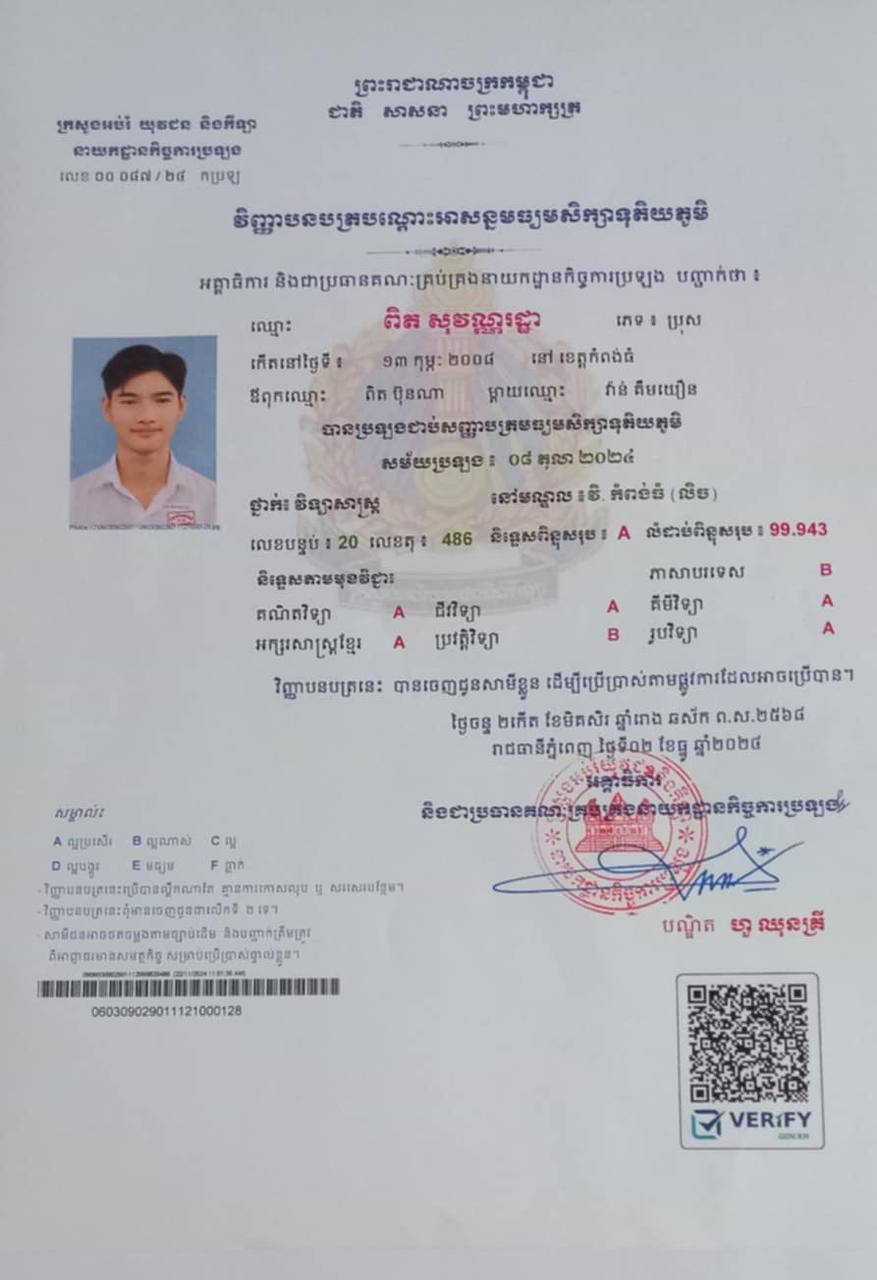 ព្រះរាជាណាចក្រកម្ពុជា
ជាតិ សាសនា ព្រះមហាក្សត្រ
ក្រសួងអប់រំ យុវជន និងកីឡា
នាយកដ្ឋានកិច្ចការប្រឡង
លេខ ០០ ០៤៧ / ២៤ កប្រឡ
វិញ្ញាបនបត្របណ្តោះអាសន្នមធ្យមសិក្សាទុតិយភូមិ
អគ្គាធិការ និងជាប្រធានគណៈគ្រប់គ្រងនាយកដ្ឋានកិច្ចការប្រឡង បញ្ជាក់ថា ៖
ឈ្មោះ ពិត សុវណ្ណរដ្ឋា ភេទ ៖ ប្រុស
កើតនៅថ្ងៃទី ៖ ១៣ កុម្ភៈ ២០០៨ នៅ ខេត្តកំពង់ធំ
ឪពុកឈ្មោះ ពិត ប៊ុនណា ម្តាយឈ្មោះ វ៉ាន់ គឹមយឿន
បានប្រឡងជាប់សញ្ញាបត្រមធ្យមសិក្សាទុតិយភូមិ
សម័យប្រឡង ៖ ០៨ តុលា ២០២៤
ផ្នាក់៖ វិទ្យាសាស្ត្រ ៖នៅមណ្ឌល ៖ វិ. កំពង់ធំ (លិច)
លេខបន្ទប់ ៖ 20 លេខតុ ៖ 486 និទ្ទេសពិន្ទុសរុប ៖ A លំដាប់ពិន្ទុសរុប ៖ 99.943
និទ្ទេសតាមមុខវិជ្ជា៖ ភាសាបរទេស B
គណិតវិទ្យា A ជីវវិទ្យា A គីមីវិទ្យា A
អក្សរសាស្ត្រខ្មែរ A ប្រវត្តិវិទ្យា B រូបវិទ្យា A
វិញ្ញាបនបត្រនេះ បានចេញជូនសាមីខ្លួន ដើម្បីប្រើប្រាស់តាមផ្លូវការដែលអាចប្រើបាន។
ថ្ងៃចន្ទ ២កើត ខែមិគសិរ ឆ្នាំរោង ឆស័ក ព.ស.២៥៦៨
រាជធានីភ្នំពេញ ថ្ងៃទី០២ ខែធ្នូ ឆ្នាំ២០២៤
អគ្គាធិការ
និងជាប្រធានគណៈគ្រប់គ្រងនាយកដ្ឋានកិច្ចការប្រឡង
បណ្ឌិត ហួ ឈុនគ្រី
សម្គាល់៖
A ល្អប្រសើរ B ល្អណាស់ C ល្អ
D ល្អបង្គួរ E មធ្យម F ធ្លាក់
- វិញ្ញាបនបត្រនេះប្រើបានល្គឹកណាតែ គ្មានការកោសលុប ឬ សរសេរបន្ថែម។
- វិញ្ញាបនបត្រនេះពុំមានចេញជូនជាលើកទី ២ ទេ។
- សាមីជនអាចថតចម្លងតាមច្បាប់ដើម និងបញ្ជាក់ត្រឹមត្រូវ
ពីអាជ្ញាធរមានសមត្ថកិច្ច សម្រាប់ប្រើប្រាស់ផ្ទាល់ខ្លួន។
060309029011121000128
VERiFY
GOV.KH